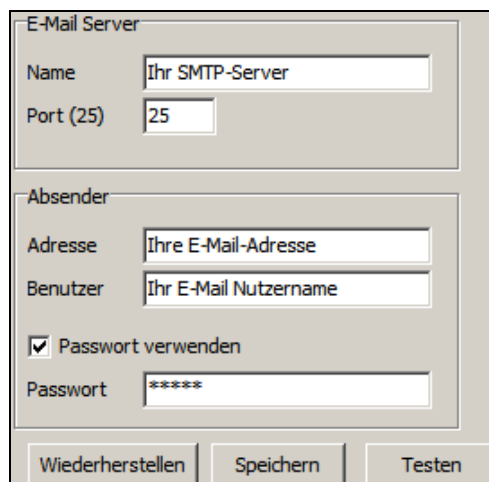 E-Mail Server
Name Ihr SMTP-Server
Port (25) 25
Absender
Adresse Ihre E-Mail-Adresse
Benutzer Ihr E-Mail Nutzername
Passwort verwenden
Passwort *****
Wiederherstellen Speichern Testen